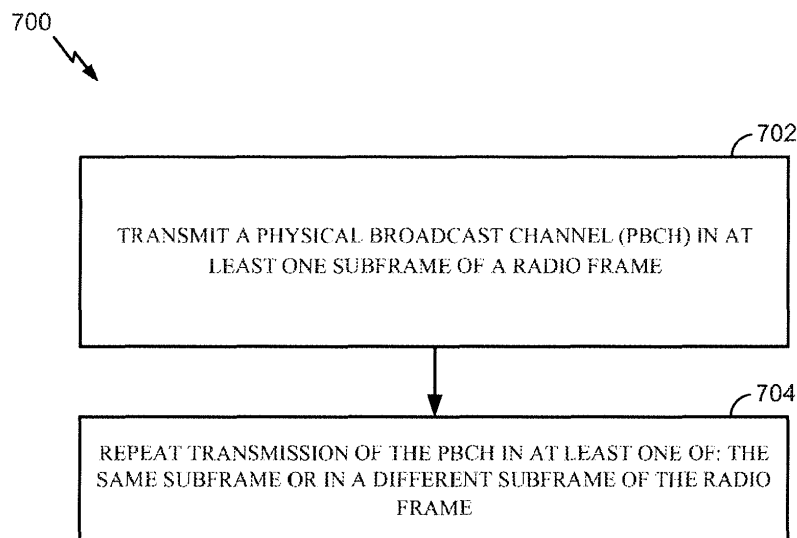 700
702
TRANSMIT A PHYSICAL BROADCAST CHANNEL (PBCH) IN AT
LEAST ONE SUBFRAME OF A RADIO FRAME
704
REPEAT TRANSMISSION OF THE PBCH IN AT LEAST ONE OF: THE
SAME SUBFRAME OR IN A DIFFERENT SUBFRAME OF THE RADIO
FRAME